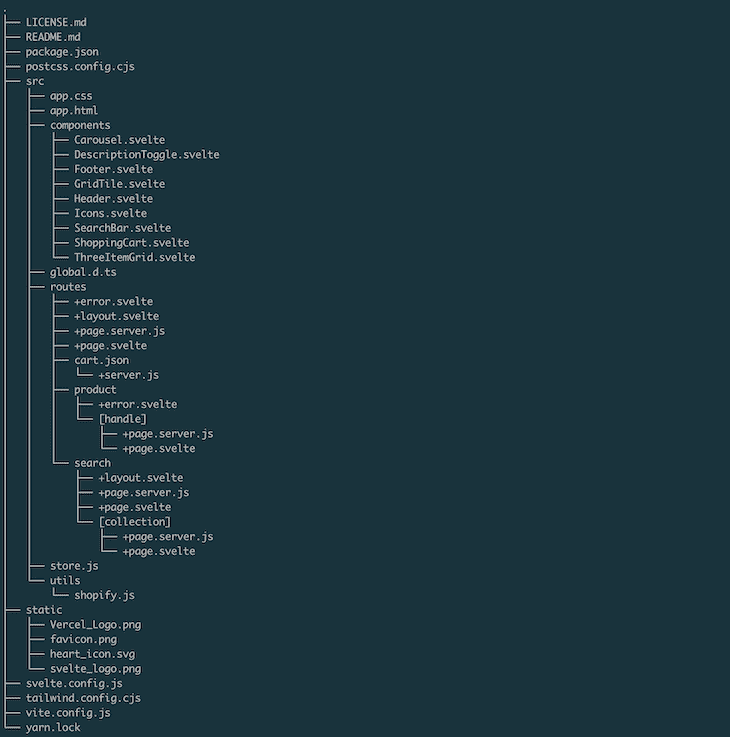 .
├── LICENSE.md
├── README.md
├── package.json
├── postcss.config.cjs
├── src
│   ├── app.css
│   ├── app.html
│   ├── components
│   │   ├── Carousel.svelte
│   │   ├── DescriptionToggle.svelte
│   │   ├── Footer.svelte
│   │   ├── GridTile.svelte
│   │   ├── Header.svelte
│   │   ├── Icons.svelte
│   │   ├── SearchBar.svelte
│   │   ├── ShoppingCart.svelte
│   │   └── ThreeItemGrid.svelte
│   ├── global.d.ts
│   ├── routes
│   │   ├── +error.svelte
│   │   ├── +layout.svelte
│   │   ├── +page.server.js
│   │   ├── +page.svelte
│   │   ├── cart.json
│   │   │   └── +server.js
│   │   ├── product
│   │   │   ├── +error.svelte
│   │   │   └── [handle]
│   │   │       ├── +page.server.js
│   │   │       └── +page.svelte
│   │   └── search
│   │       ├── +layout.svelte
│   │       ├── +page.server.js
│   │       ├── +page.svelte
│   │       └── [collection]
│   │           ├── +page.server.js
│   │           └── +page.svelte
│   ├── store.js
│   └── utils
│       └── shopify.js
├── static
│   ├── Vercel_Logo.png
│   ├── favicon.png
│   ├── heart_icon.svg
│   └── svelte_logo.png
├── svelte.config.js
├── tailwind.config.cjs
├── vite.config.js
└── yarn.lock